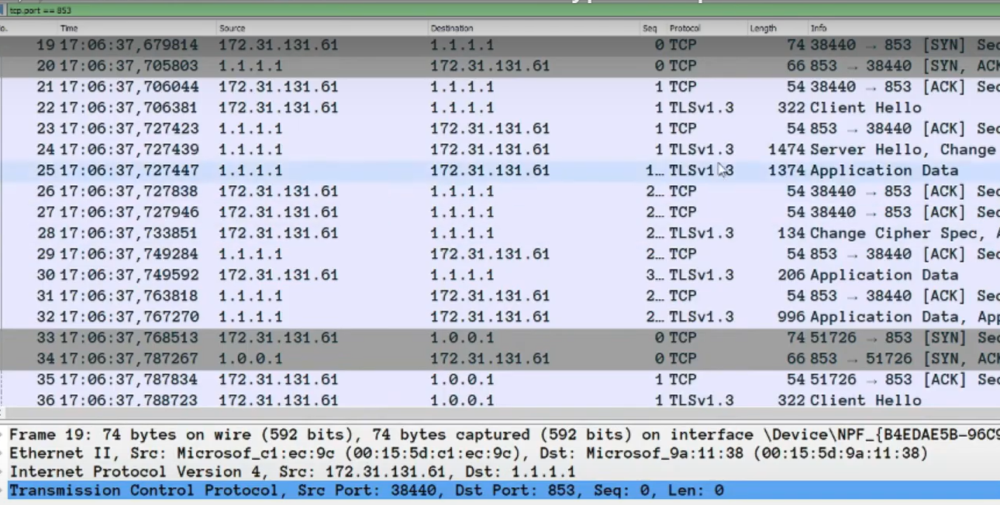 tcp.port == 853
Time Source Destination Seq Protocol Length Info
19 17:06:37,679814 172.31.131.61 1.1.1.1 0 TCP 74 38440 → 853 [SYN] Sec
20 17:06:37,705803 1.1.1.1 172.31.131.61 0 TCP 66 853 → 38440 [SYN, ACK
21 17:06:37,706044 172.31.131.61 1.1.1.1 1 TCP 54 38440 → 853 [ACK] Sec
22 17:06:37,706381 172.31.131.61 1.1.1.1 1 TLSv1.3 322 Client Hello
23 17:06:37,727423 1.1.1.1 172.31.131.61 1 TCP 54 853 → 38440 [ACK] Sec
24 17:06:37,727439 1.1.1.1 172.31.131.61 1 TLSv1.3 1474 Server Hello, Change
25 17:06:37,727447 1.1.1.1 172.31.131.61 1… TLSv1.3 1374 Application Data
26 17:06:37,727838 172.31.131.61 1.1.1.1 2… TCP 54 38440 → 853 [ACK] Sec
27 17:06:37,727946 172.31.131.61 1.1.1.1 2… TCP 54 38440 → 853 [ACK] Sec
28 17:06:37,733851 172.31.131.61 1.1.1.1 2… TLSv1.3 134 Change Cipher Spec, A
29 17:06:37,749284 1.1.1.1 172.31.131.61 2… TCP 54 853 → 38440 [ACK] Sec
30 17:06:37,749592 172.31.131.61 1.1.1.1 3… TLSv1.3 206 Application Data
31 17:06:37,763818 1.1.1.1 172.31.131.61 2… TCP 54 853 → 38440 [ACK] Sec
32 17:06:37,767270 1.1.1.1 172.31.131.61 2… TLSv1.3 996 Application Data, App
33 17:06:37,768513 172.31.131.61 1.0.0.1 0 TCP 74 51726 → 853 [SYN] Sec
34 17:06:37,787267 1.0.0.1 172.31.131.61 0 TCP 66 853 → 51726 [SYN, ACK
35 17:06:37,787834 172.31.131.61 1.0.0.1 1 TCP 54 51726 → 853 [ACK] Sec
36 17:06:37,788723 172.31.131.61 1.0.0.1 1 TLSv1.3 322 Client Hello
Frame 19: 74 bytes on wire (592 bits), 74 bytes captured (592 bits) on interface \Device\NPF_{B4EDAE5B-96C9
Ethernet II, Src: Microsof_c1:ec:9c (00:15:5d:c1:ec:9c), Dst: Microsof_9a:11:38 (00:15:5d:9a:11:38)
Internet Protocol Version 4, Src: 172.31.131.61, Dst: 1.1.1.1
Transmission Control Protocol, Src Port: 38440, Dst Port: 853, Seq: 0, Len: 0